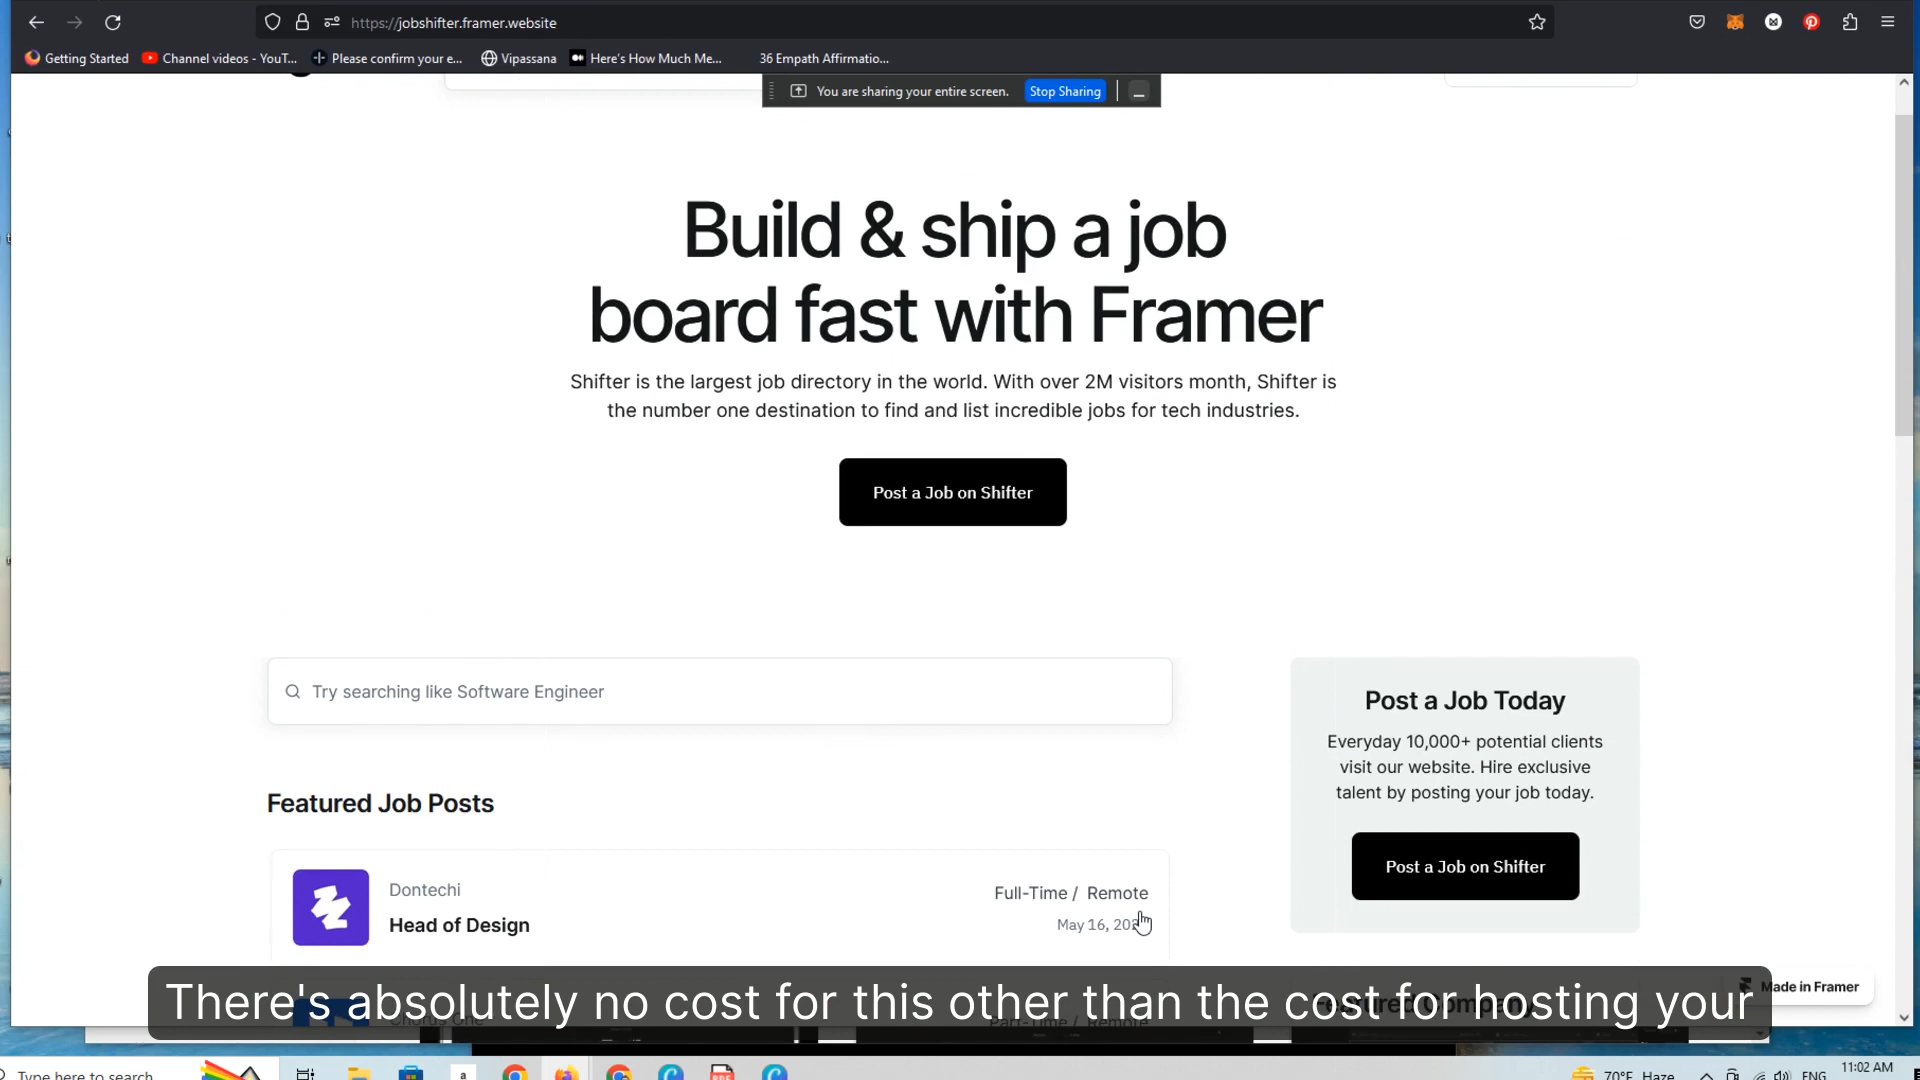 https://jobshifter.framer.website
Getting Started
Channel videos - YouT...
Please confirm your e...
Vipassana
Here's How Much Me...
36 Empath Affirmatio...
You are sharing your entire screen.
Stop Sharing
Build & ship a job
board fast with Framer
Shifter is the largest job directory in the world. With over 2M visitors month, Shifter is
the number one destination to find and list incredible jobs for tech industries.
Post a Job on Shifter
Try searching like Software Engineer
Post a Job Today
Everyday 10,000+ potential clients
visit our website. Hire exclusive
talent by posting your job today.
Post a Job on Shifter
Featured Job Posts
Dontechi
Head of Design
Full-Time / Remote
May 16, 202
Made in Framer
Chorus One
Part-Time / Remote
Featured Company
There's absolutely no cost for this other than the cost for hosting your
Type here to search
70°F Haze
ENG
11:02 AM